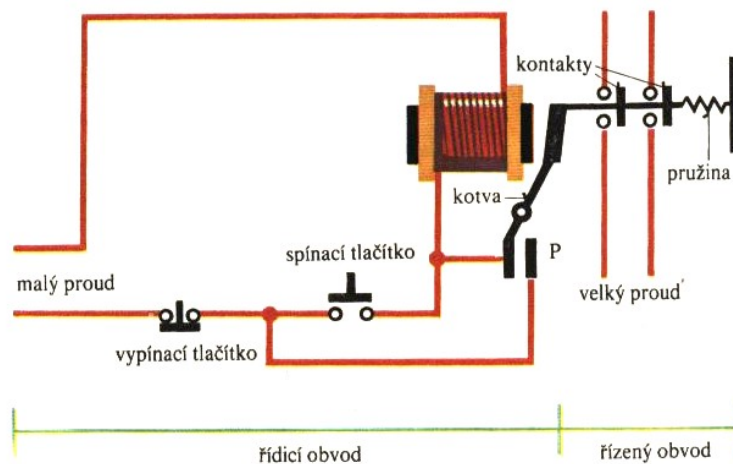 kontakty
pružina
kotva
P
spínací tlačítko
malý proud
velký proud
vypínací tlačítko
řídicí obvod
řízený obvod